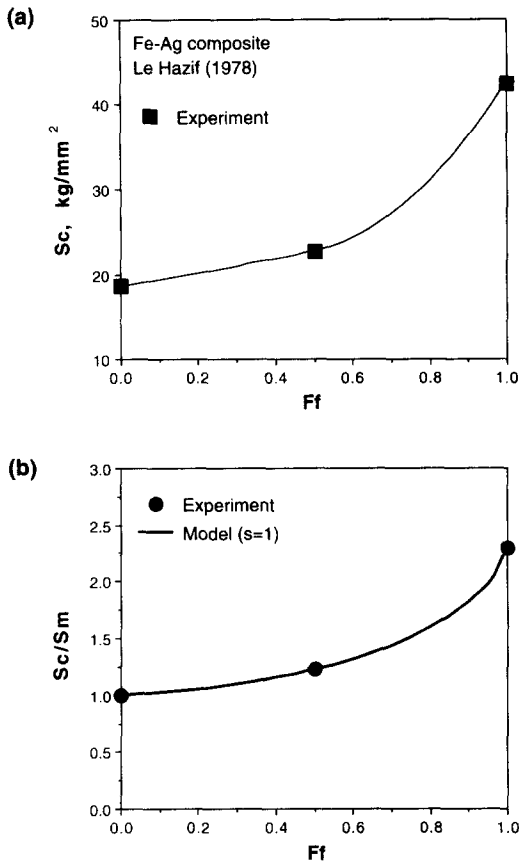 (a)
Fe-Ag composite
Le Hazif (1978)
Experiment
Sc, kg/mm²
50
40
30
20
10
0.0 0.2 0.4 0.6 0.8 1.0
Ff
(b)
Experiment
Model (s=1)
Sc/Sm
3.0
2.5
2.0
1.5
1.0
0.5
0.0
0.0 0.2 0.4 0.6 0.8 1.0
Ff